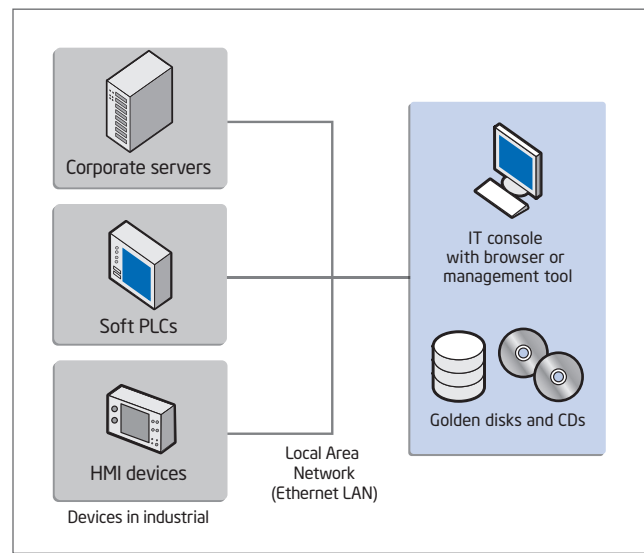 Corporate servers
Soft PLCs
HMI devices
Devices in industrial
Local Area
Network
(Ethernet LAN)
IT console
with browser or
management tool
Golden disks and CDs